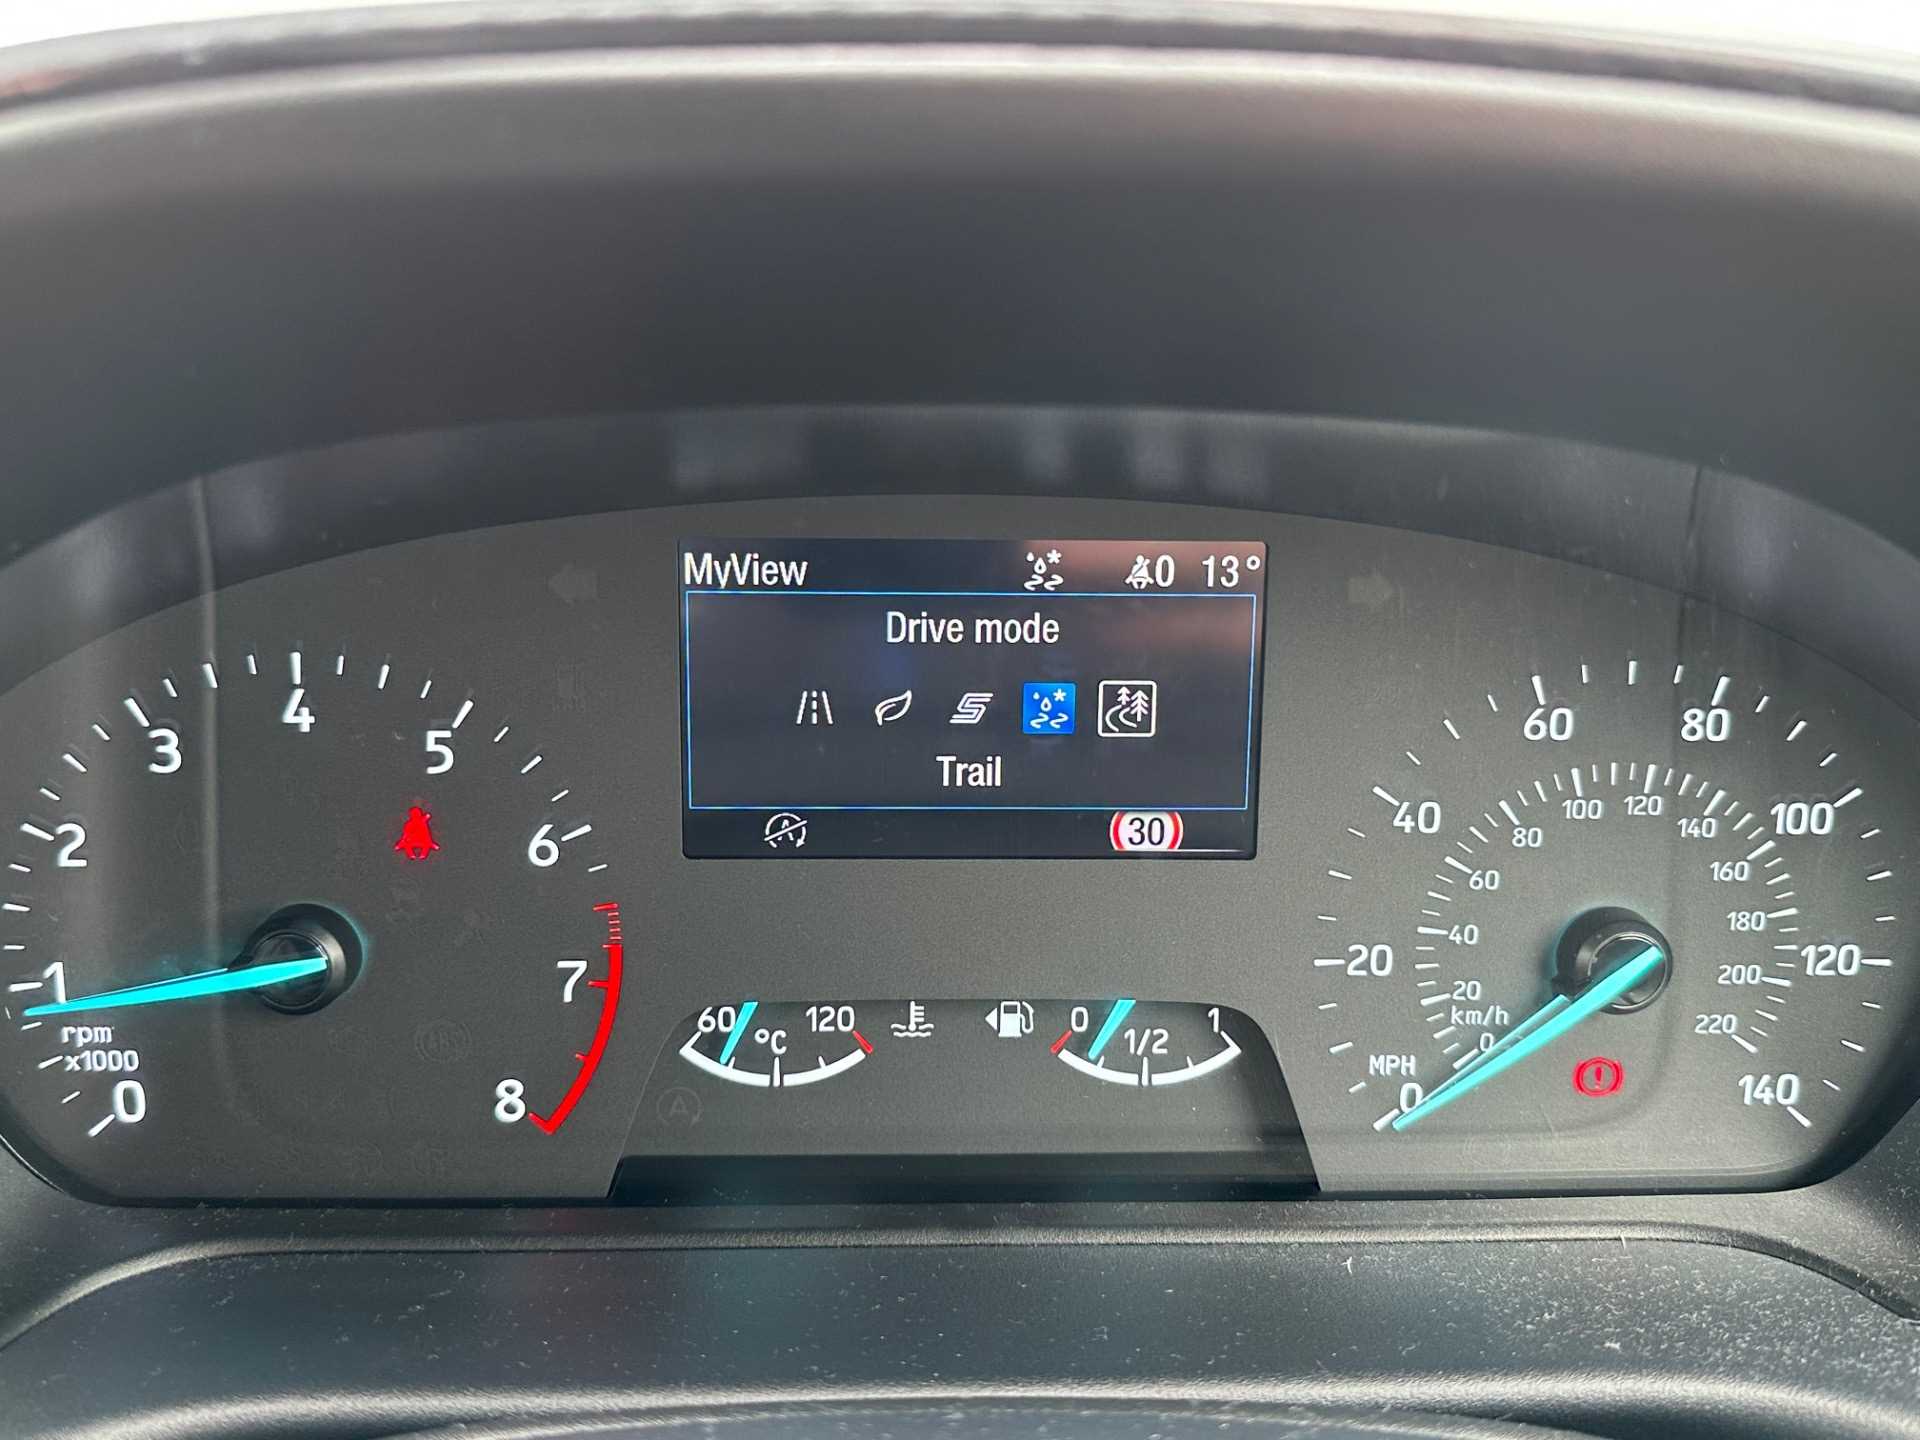 MyView 0 13°
Drive mode
Trail
30
0 1 2 3 4 5 6 7 8
rpm
x1000
60 120
°C
0 1/2 1
0 20 40 60 80 100 120 140
MPH
0 20 40 60 80 100 120 140 160 180 200 220
km/h
ABS
A